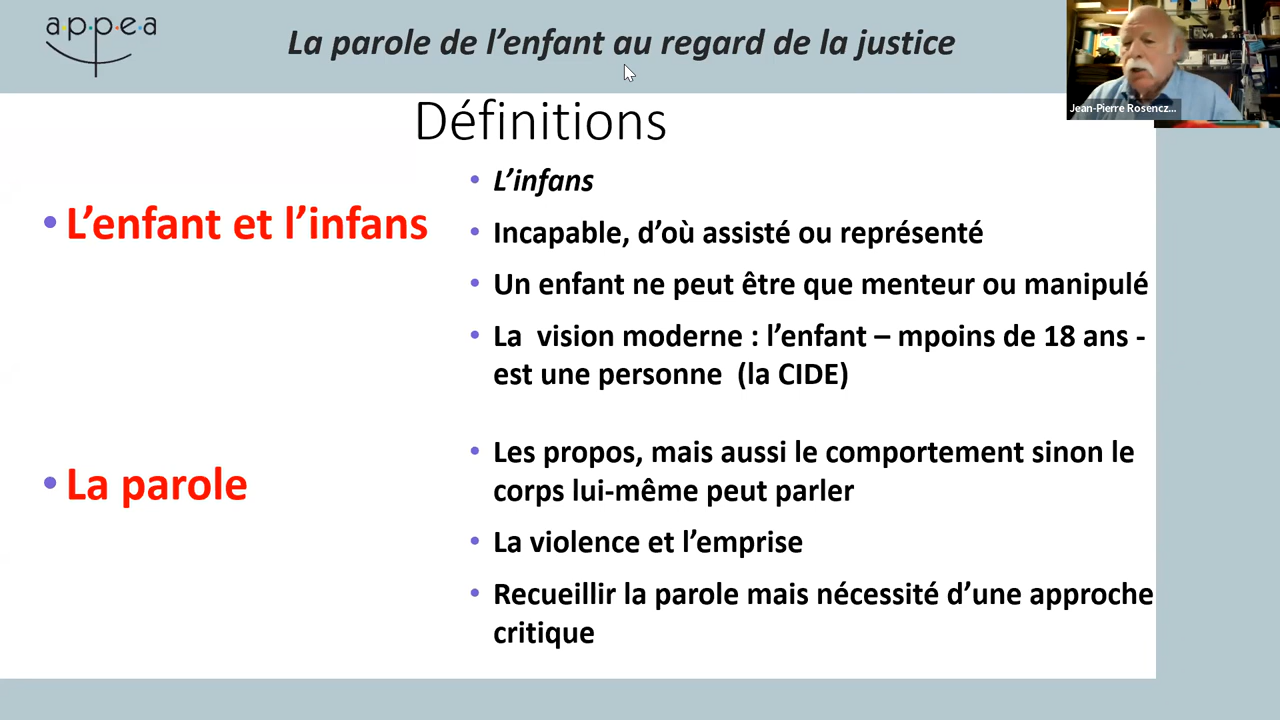 appea
La parole de l’enfant au regard de la justice
Jean-Pierre Rosencz...
Définitions
• L’enfant et l’infans
• L’infans
• Incapable, d’où assisté ou représenté
• Un enfant ne peut être que menteur ou manipulé
• La  vision moderne : l’enfant – mpoins de 18 ans -
est une personne  (la CIDE)
• La parole
• Les propos, mais aussi le comportement sinon le
corps lui-même peut parler
• La violence et l’emprise
• Recueillir la parole mais nécessité d’une approche
critique